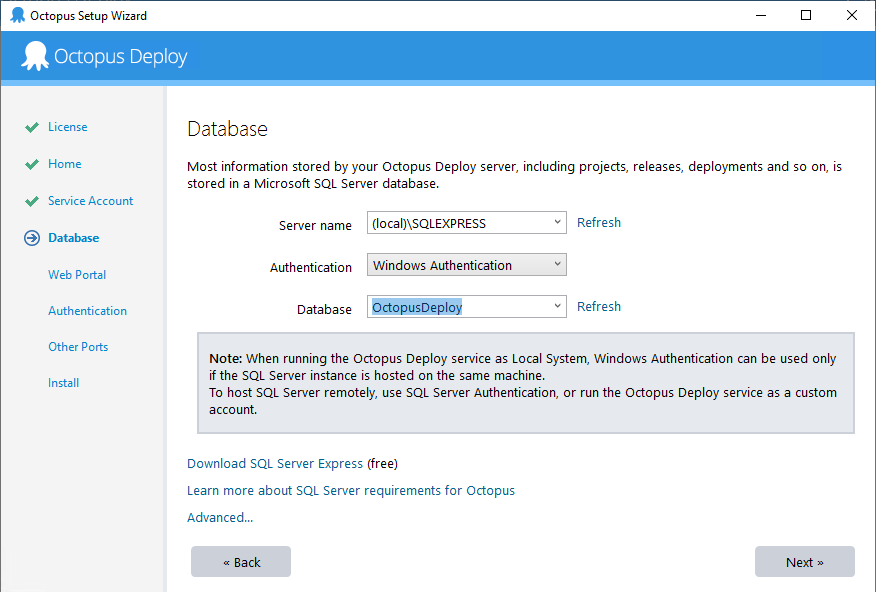 Octopus Setup Wizard
Octopus Deploy
License
Home
Service Account
Database
Web Portal
Authentication
Other Ports
Install
Database
Most information stored by your Octopus Deploy server, including projects, releases, deployments and so on, is
stored in a Microsoft SQL Server database.
Server name (local)\SQLEXPRESS Refresh
Authentication Windows Authentication
Database OctopusDeploy Refresh
Note: When running the Octopus Deploy service as Local System, Windows Authentication can be used only
if the SQL Server instance is hosted on the same machine.
To host SQL Server remotely, use SQL Server Authentication, or run the Octopus Deploy service as a custom
account.
Download SQL Server Express (free)
Learn more about SQL Server requirements for Octopus
Advanced...
« Back
Next »